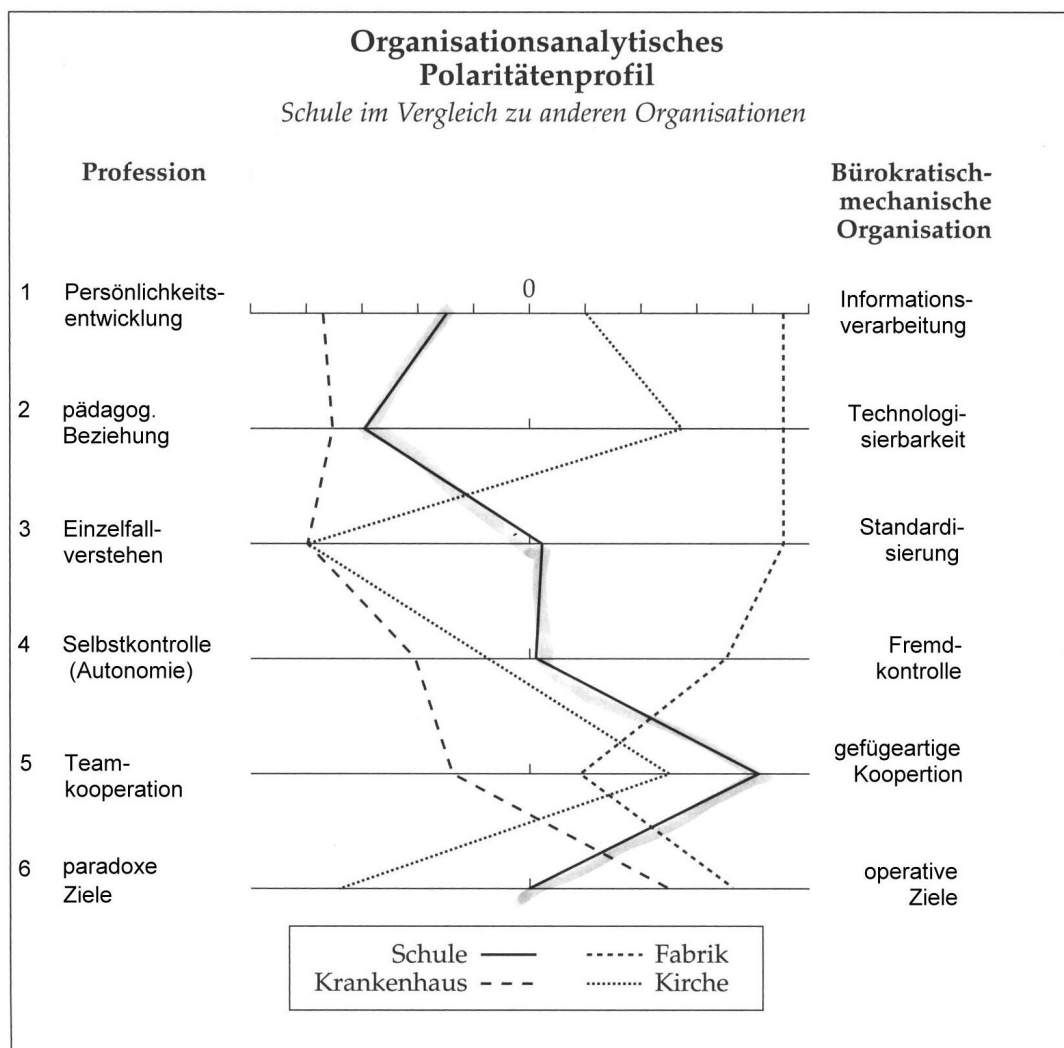 Organisationsanalytisches
Polaritätenprofil
Schule im Vergleich zu anderen Organisationen
Profession
Bürokratisch-
mechanische
Organisation
1 Persönlichkeits-
entwicklung
0
Informations-
verarbeitung
2 pädagog.
Beziehung
Technologi-
sierbarkeit
3 Einzelfall-
verstehen
Standardi-
sierung
4 Selbstkontrolle
(Autonomie)
Fremd-
kontrolle
5 Team-
kooperation
gefügeartige
Koopertion
6 paradoxe
Ziele
operative
Ziele
Schule
Fabrik
Krankenhaus
Kirche